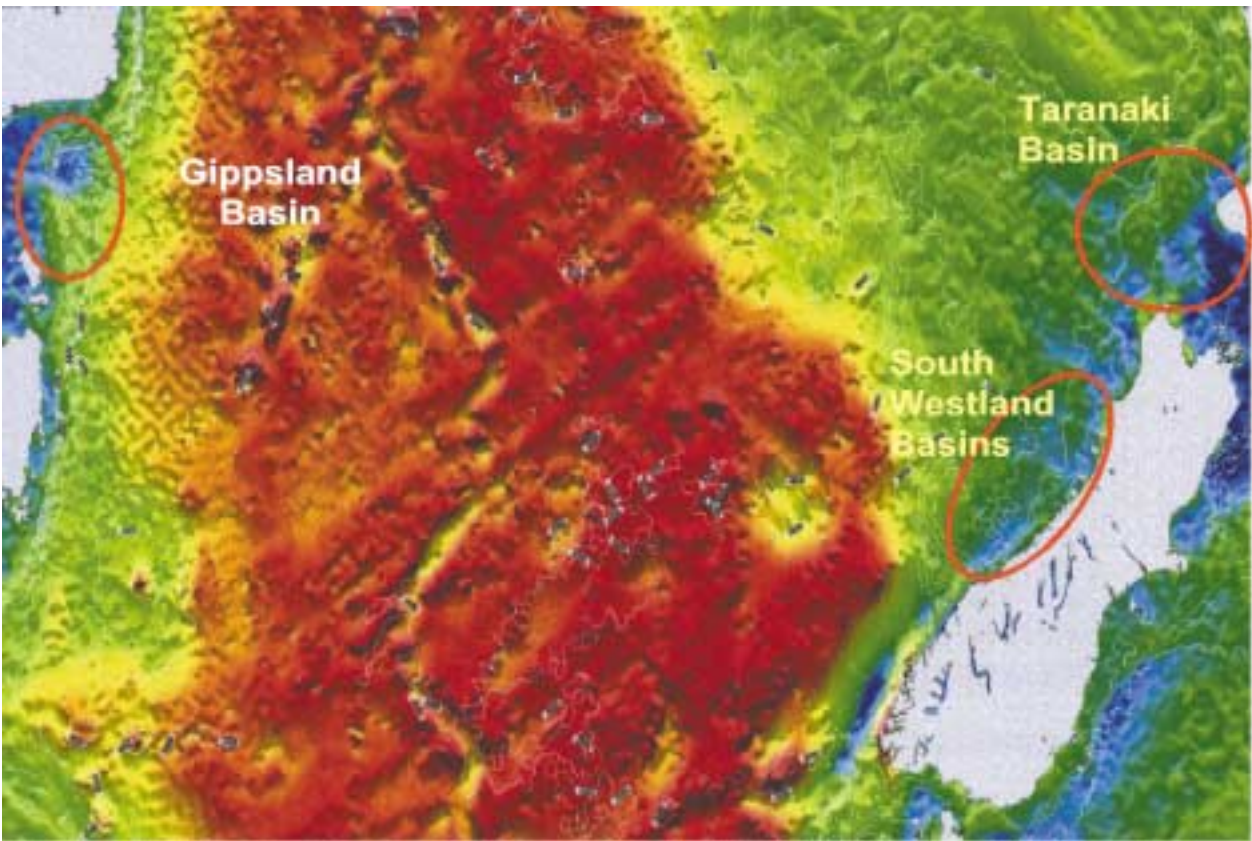 Gippsland
Basin
Taranaki
Basin
South
Westland
Basins